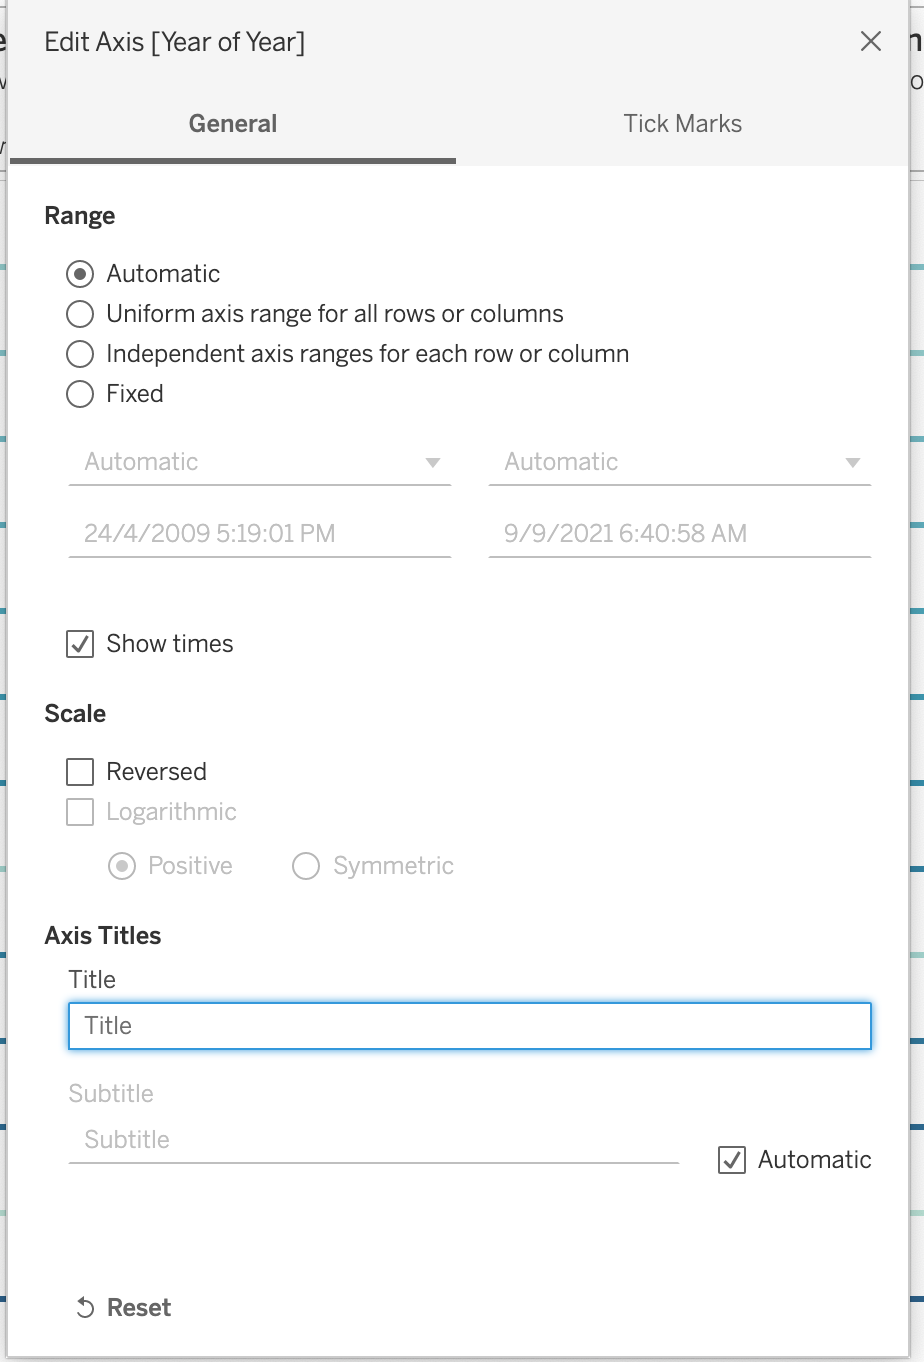 Edit Axis [Year of Year]
General
Tick Marks
Range
Automatic
Uniform axis range for all rows or columns
Independent axis ranges for each row or column
Fixed
Automatic
Automatic
24/4/2009 5:19:01 PM
9/9/2021 6:40:58 AM
Show times
Scale
Reversed
Logarithmic
Positive
Symmetric
Axis Titles
Title
Title
Subtitle
Subtitle
Automatic
Reset